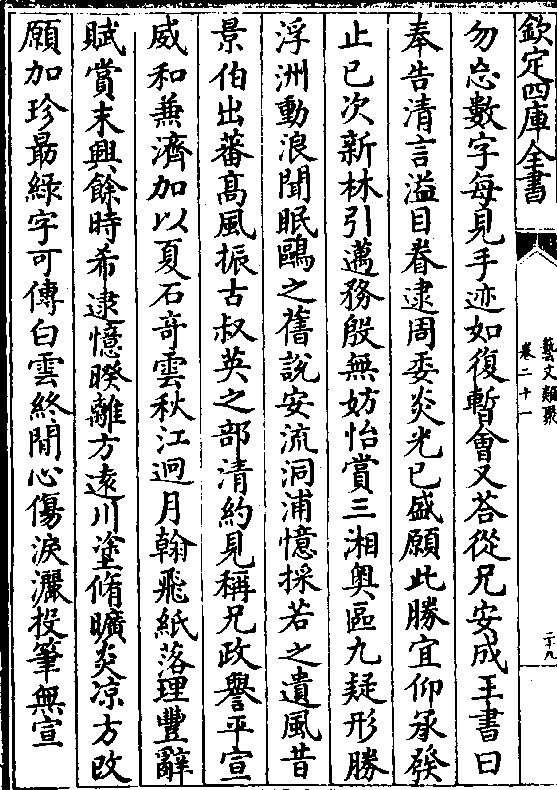 欽定四庫全書
藝文類聚
卷二十一
二十九
勿忘數字每見手迹如復暫會又荅從兄安成王書曰
奉告清言溢目眷逮周委炎光已盛願此勝宜仰承發
止已次新林引邁務殷無妨怡賞三湘奥區九疑形勝
浮洲動浪聞眠鷗之舊說安流洞浦憶採若之遺風昔
景伯出蕃髙風振古叔英之部清約見稱兄政譽平宣
威和兼濟加以夏石奇雲秋江迥月翰飛紙落理豐辭
賦賞末興餘時希逮憶暌離方逺川塗脩曠炎凉方改
願加珍勗緑字可傳白雲終閒心傷淚灑投筆無宣